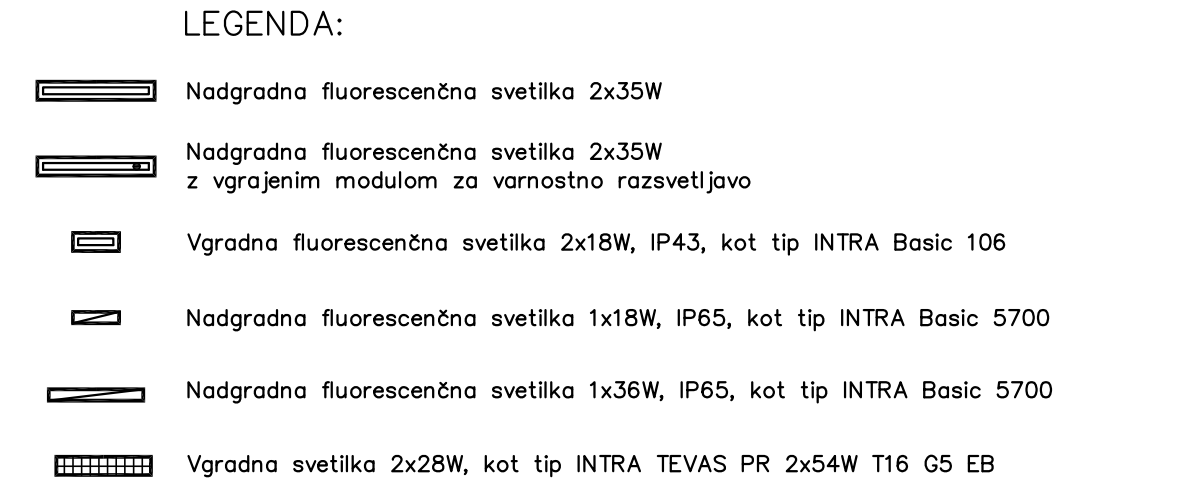 LEGENDA:
Nadgradna fluorescenčna svetilka 2x35W
Nadgradna fluorescenčna svetilka 2x35W
z vgrajenim modulom za varnostno razsvetljavo
Vgradna fluorescenčna svetilka 2x18W, IP43, kot tip INTRA Basic 106
Nadgradna fluorescenčna svetilka 1x18W, IP65, kot tip INTRA Basic 5700
Nadgradna fluorescenčna svetilka 1x36W, IP65, kot tip INTRA Basic 5700
Vgradna svetilka 2x28W, kot tip INTRA TEVAS PR 2x54W T16 G5 EB